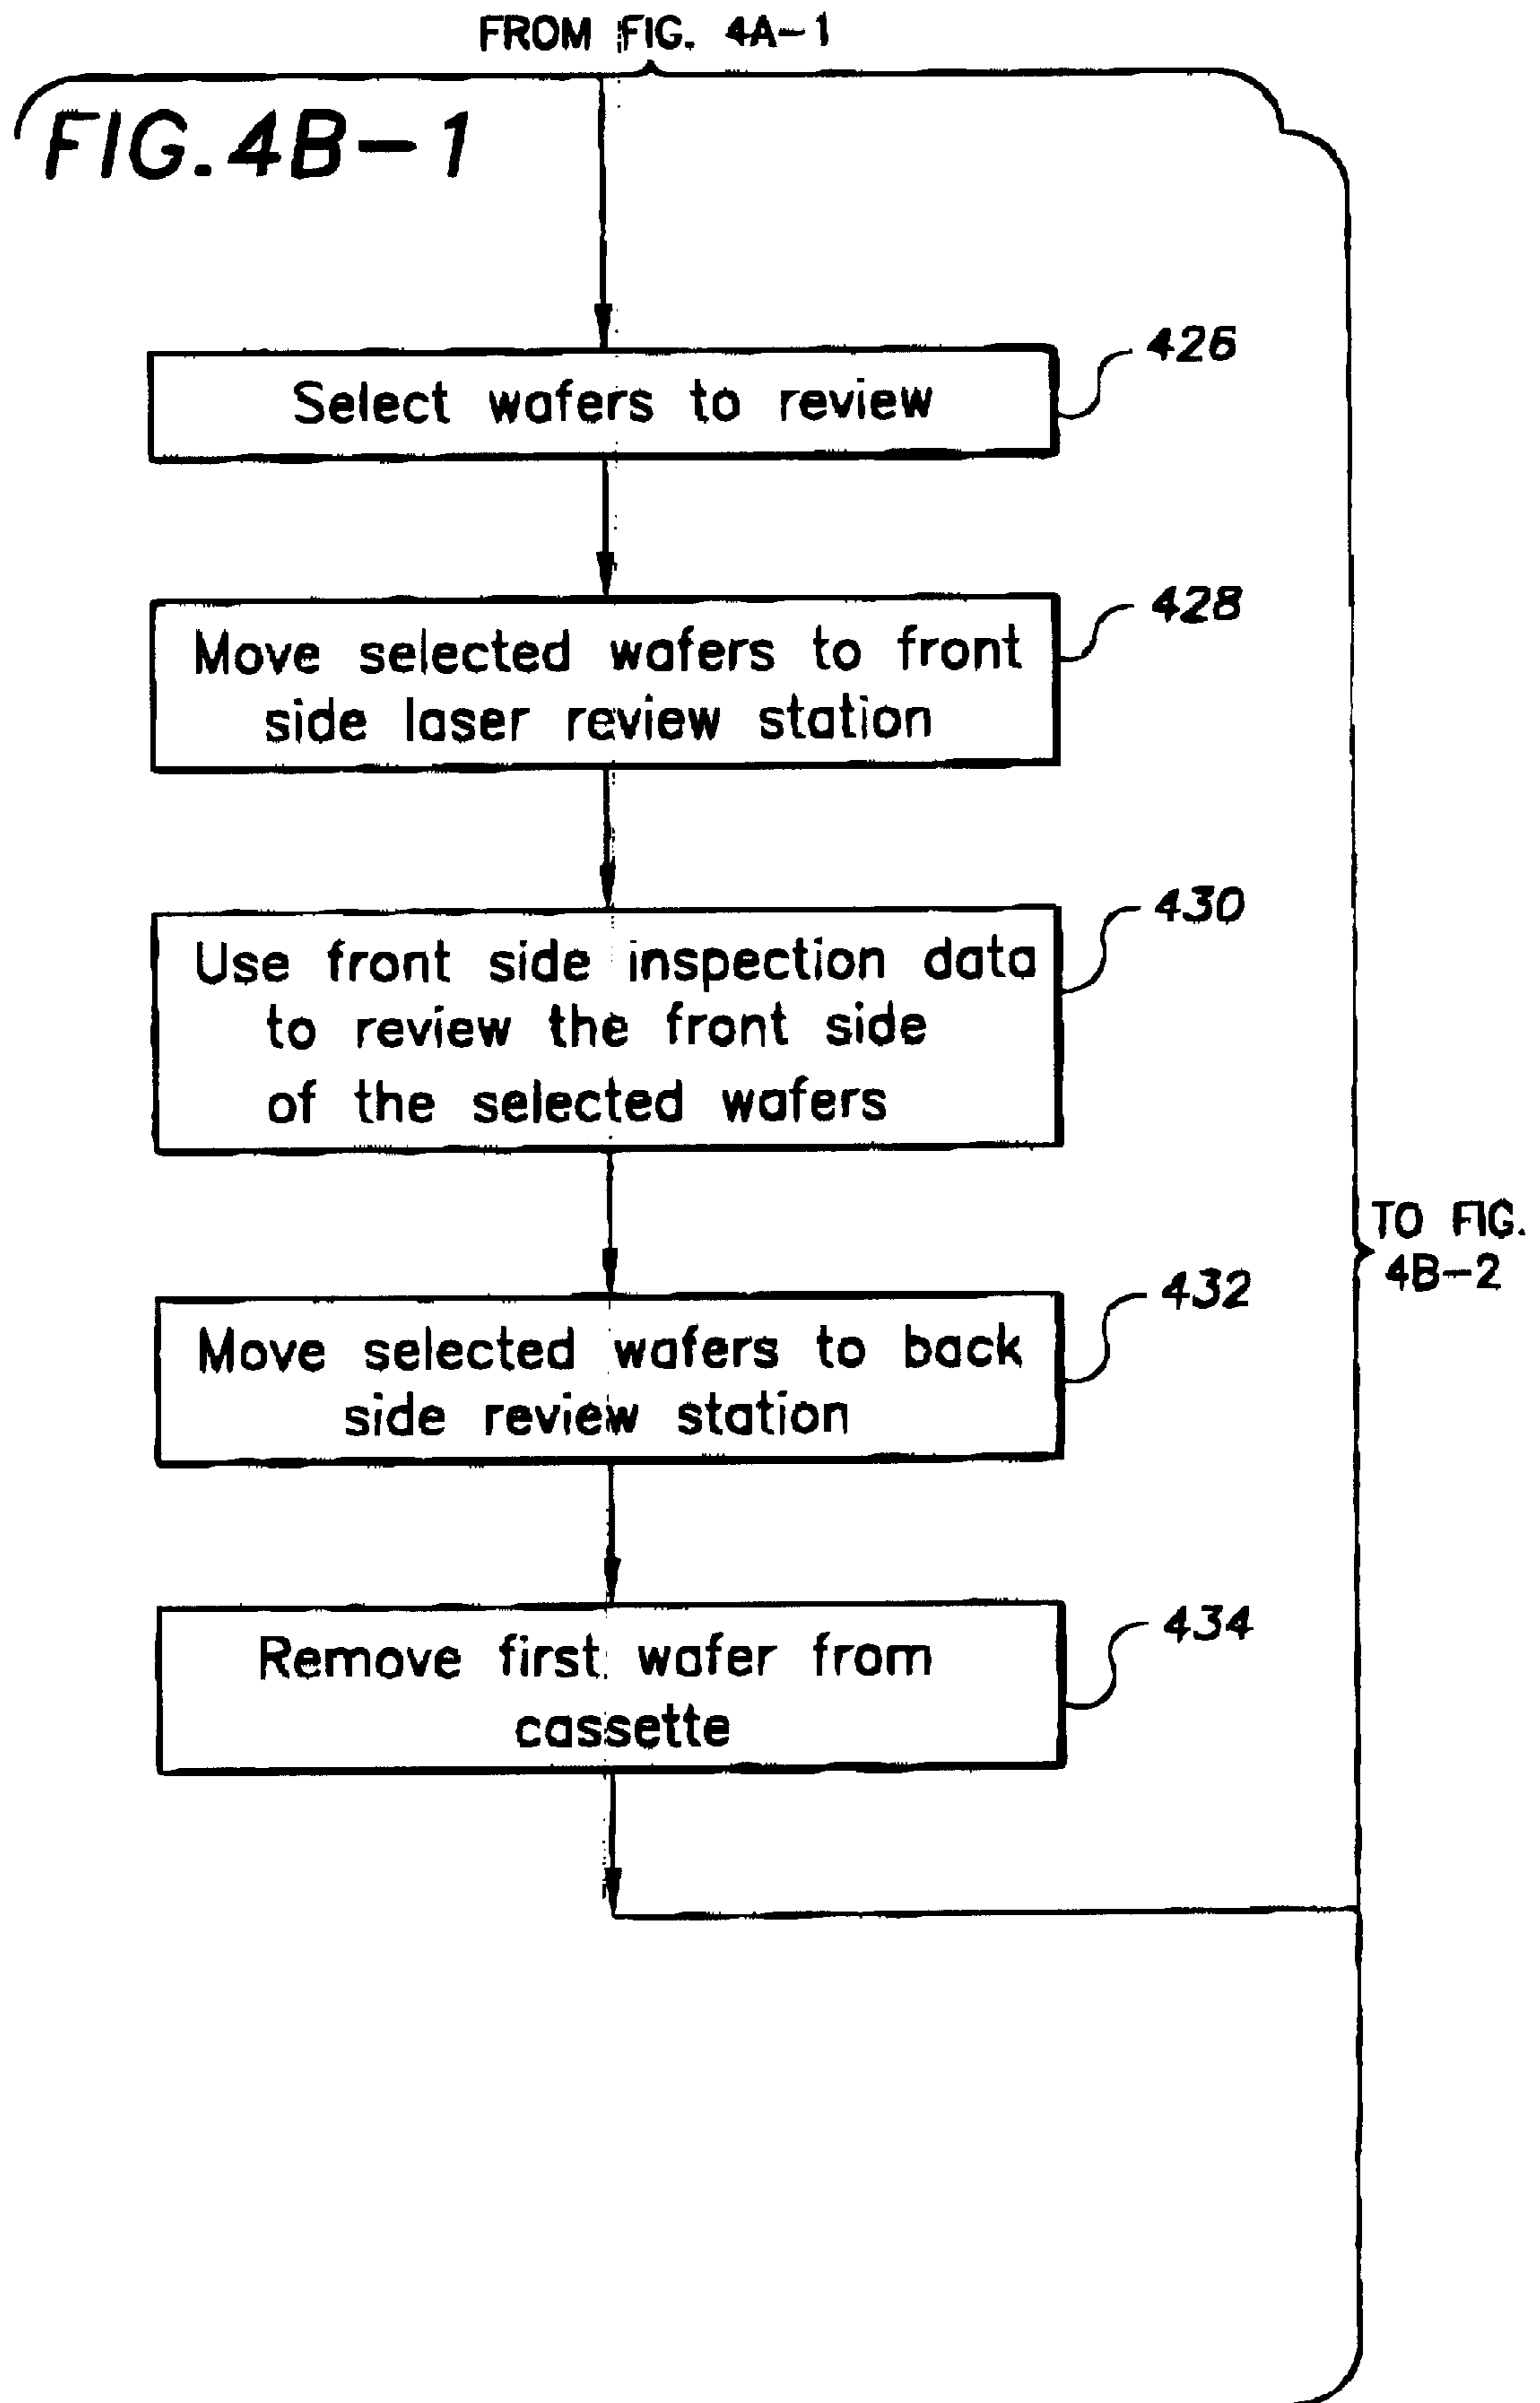 FROM FIG. 4A-1
FIG. 4B-1
Select wafers to review
426
Move selected wafers to front
side laser review station
428
Use front side inspection data
to review the front side
of the selected wafers
430
TO FIG.
4B-2
Move selected wafers to back
side review station
432
Remove first wafer from
cassette
434